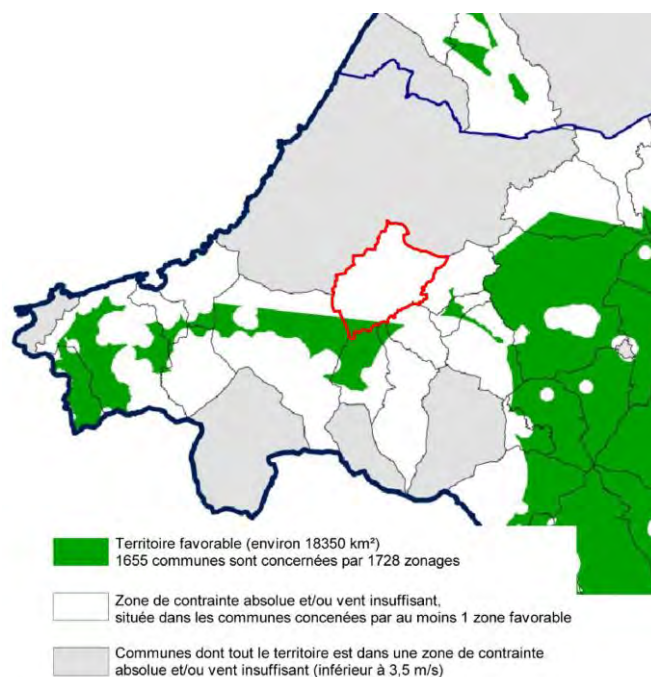 Territoire favorable (environ 18350 km²)
1655 communes sont concernées par 1728 zonages
Zone de contrainte absolue et/ou vent insuffisant,
située dans les communes concenées par au moins 1 zone favorable
Communes dont tout le territoire est dans une zone de contrainte
absolue et/ou vent insuffisant (inférieur à 3,5 m/s)